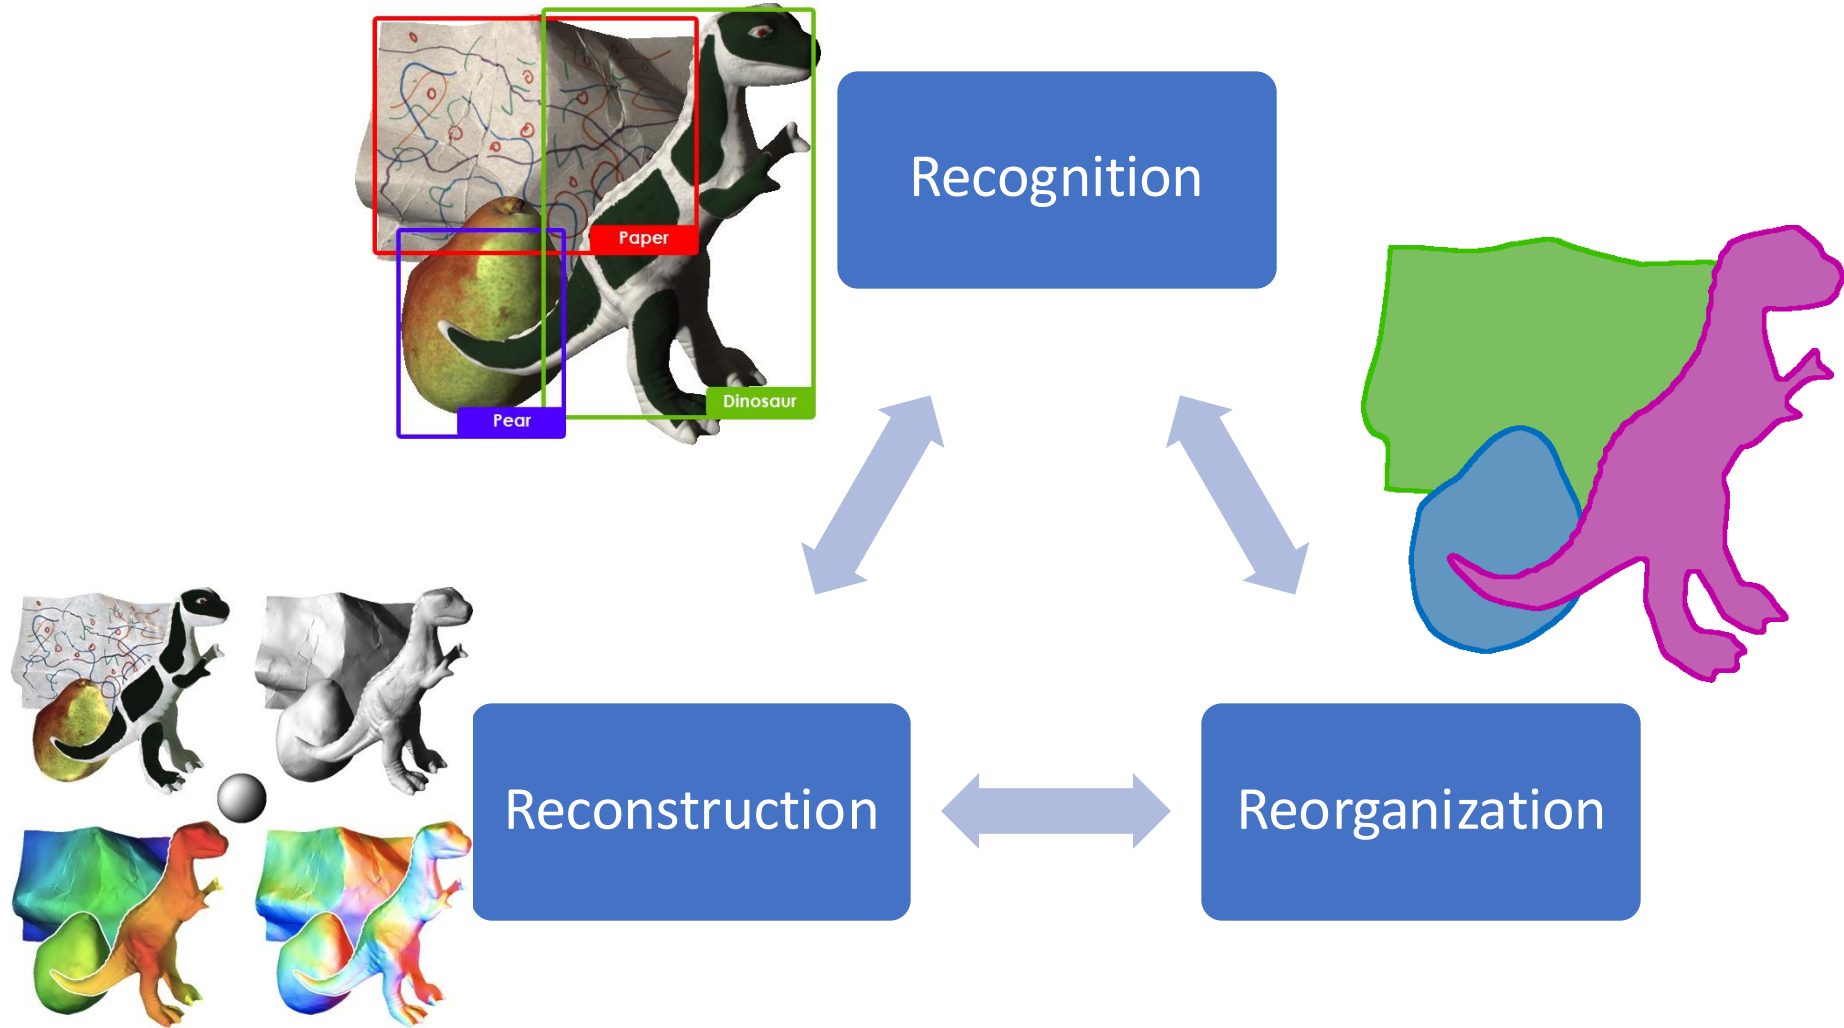 Paper
Dinosaur
Pear
Recognition
Reconstruction
Reorganization